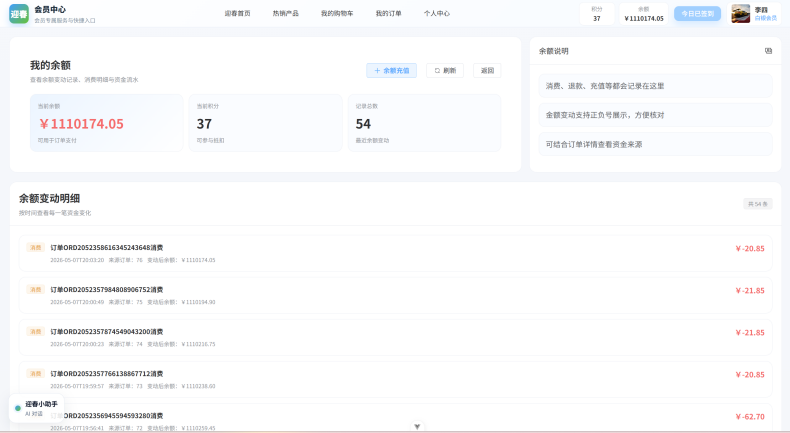 迎春
会员中心
会员专属服务与快捷入口
迎春首页
热销产品
我的购物车
我的订单
个人中心
积分
37
余额
￥1110174.05
今日已签到
李四
白银会员
我的余额
查看余额变动记录、消费明细与资金流水
余额充值
刷新
返回
当前余额
￥1110174.05
可用于订单支付
当前积分
37
可参与抵扣
记录总数
54
最近余额变动
余额说明
消费、退款、充值等都会记录在这里
金额变动支持正负号展示，方便核对
可结合订单详情查看资金来源
余额变动明细
按时间查看每一笔资金变化
共 54 条
消费 订单ORD2052358616345243648消费
￥-20.85
2026-05-07T20:03:20 来源订单：76 变动后余额：￥1110174.05
消费 订单ORD2052357984808906752消费
￥-21.85
2026-05-07T20:00:49 来源订单：75 变动后余额：￥1110194.90
消费 订单ORD2052357874549043200消费
￥-21.85
2026-05-07T20:00:23 来源订单：74 变动后余额：￥1110216.75
消费 订单ORD2052357766138867712消费
￥-20.85
2026-05-07T19:59:57 来源订单：73 变动后余额：￥1110238.60
ORD2052356945594593280消费
￥-62.70
2026-05-07T19:56:41 来源订单：72 变动后余额：￥1110259.45
迎春小助手
AI 对话